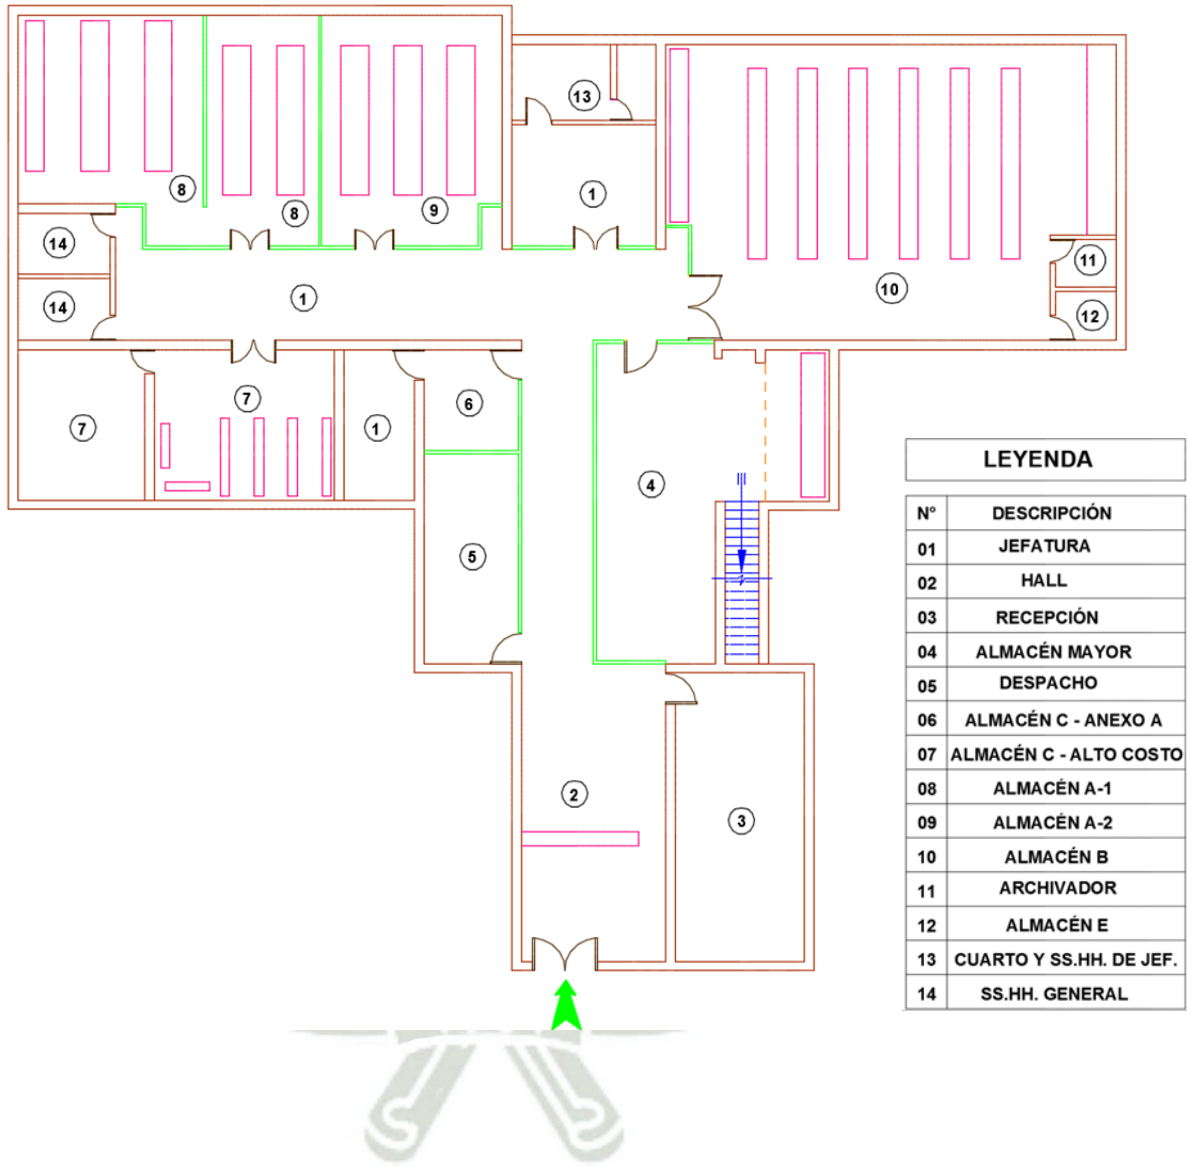 13
8
8
9
1
14
14
1
10
11
12
7
7
1
6
4
5
2
3
LEYENDA
N° DESCRIPCIÓN
01 JEFATURA
02 HALL
03 RECEPCIÓN
04 ALMACÉN MAYOR
05 DESPACHO
06 ALMACÉN C - ANEXO A
07 ALMACÉN C - ALTO COSTO
08 ALMACÉN A-1
09 ALMACÉN A-2
10 ALMACÉN B
11 ARCHIVADOR
12 ALMACÉN E
13 CUARTO Y SS.HH. DE JEF.
14 SS.HH. GENERAL